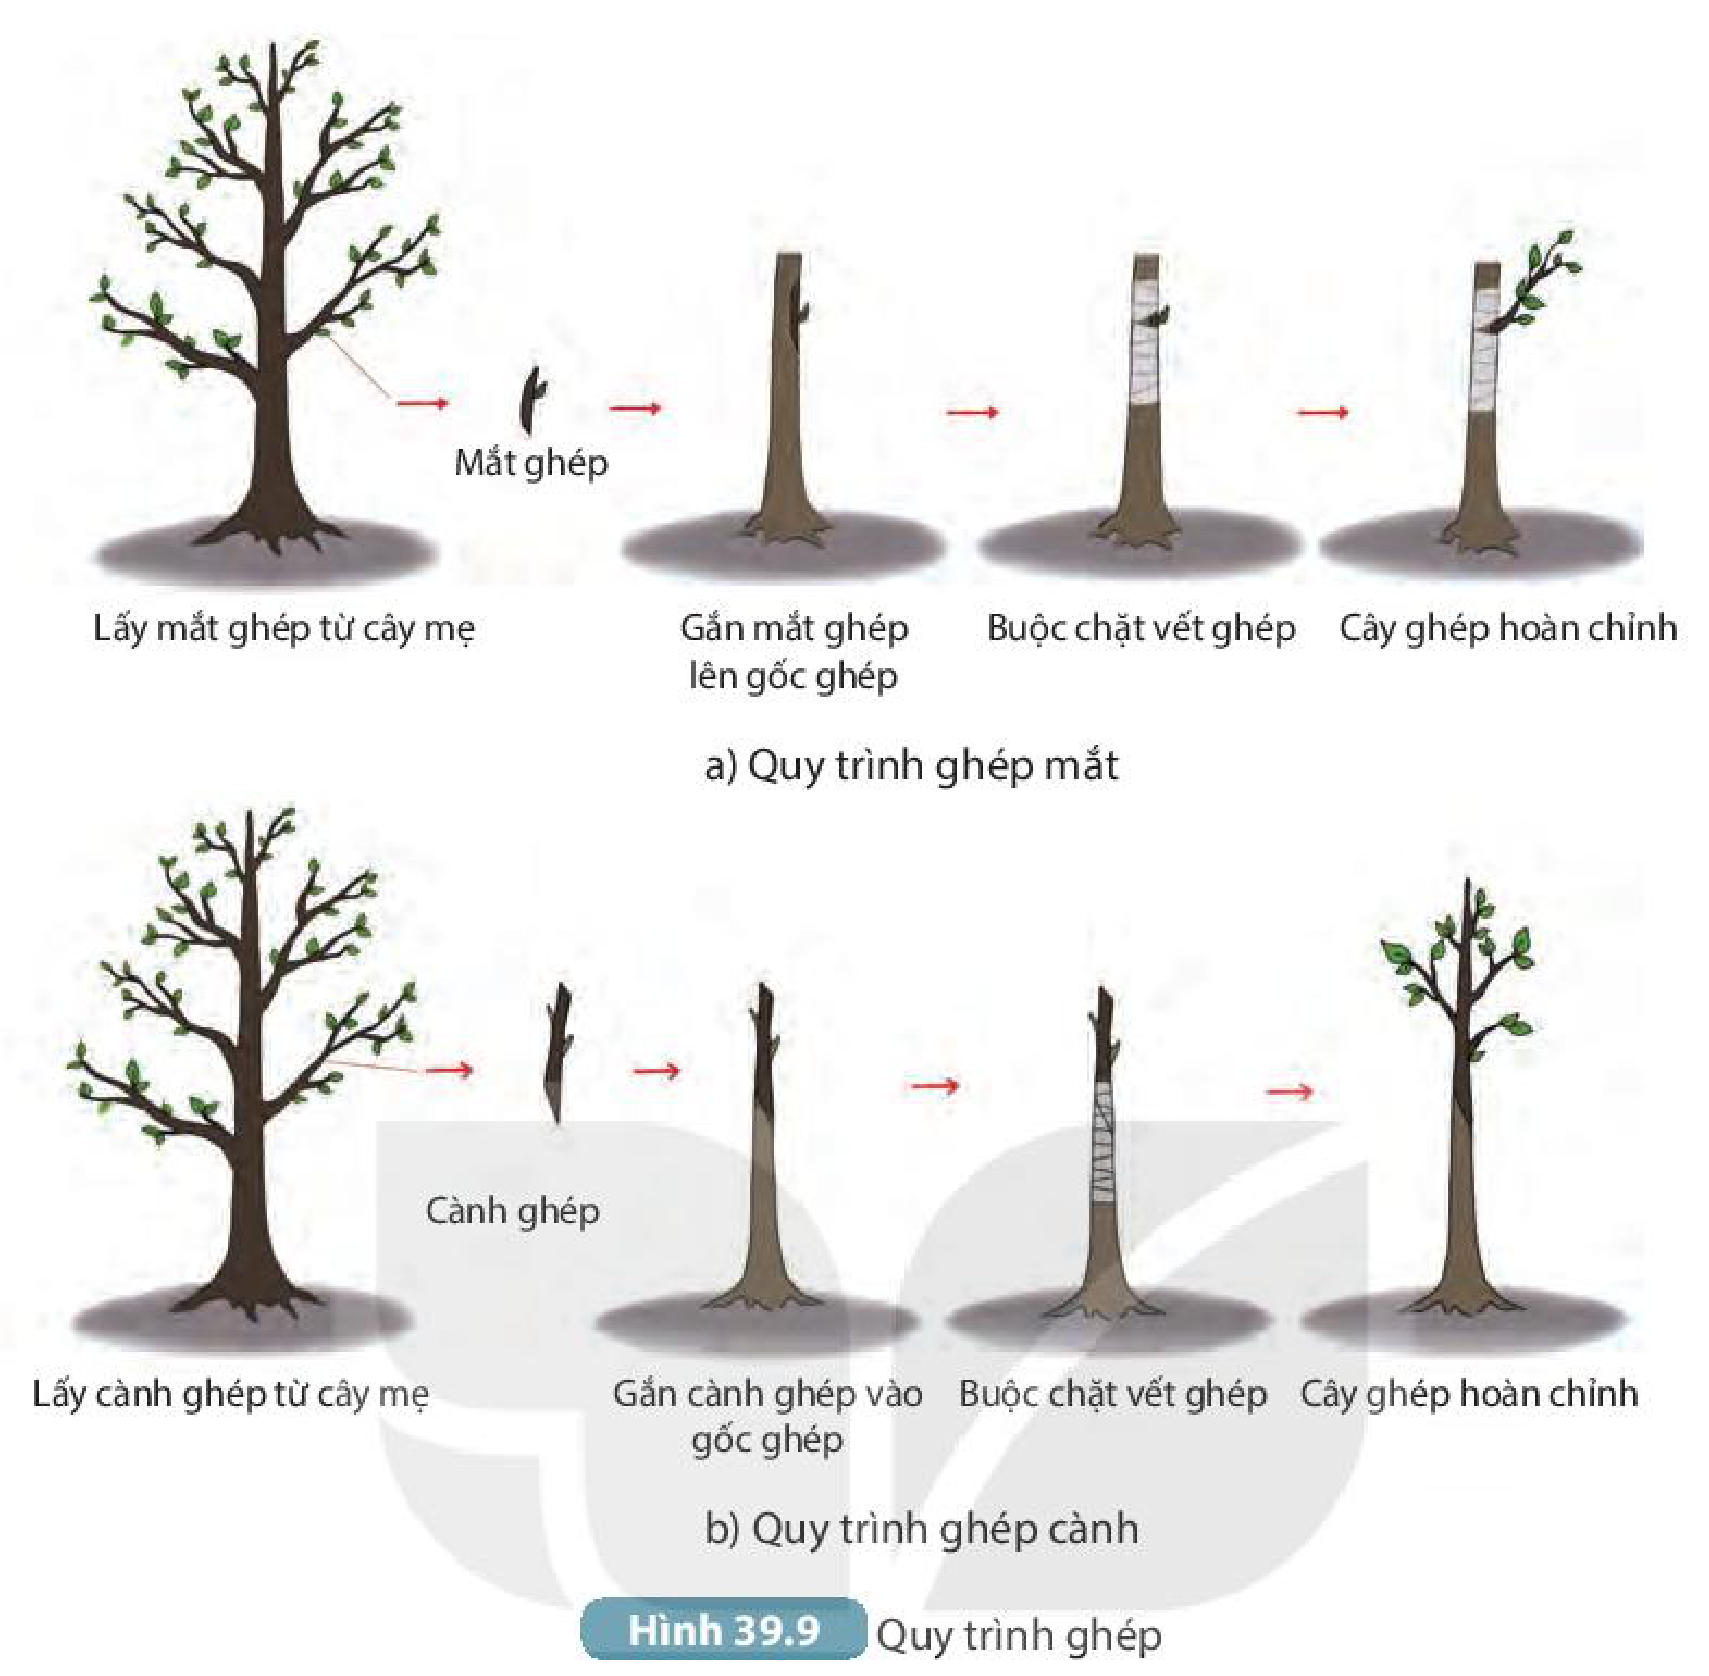 Mắt ghép
Lấy mắt ghép từ cây mẹ
Gắn mắt ghép
lên gốc ghép
Buộc chặt vết ghép
Cây ghép hoàn chỉnh
a) Quy trình ghép mắt
Cành ghép
Lấy cành ghép từ cây mẹ
Gắn cành ghép vào
gốc ghép
Buộc chặt vết ghép
Cây ghép hoàn chỉnh
b) Quy trình ghép cành
Hình 39.9 Quy trình ghép